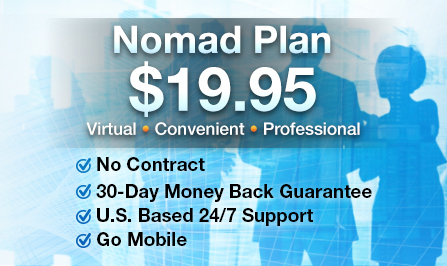 Nomad Plan
$19.95
Virtual • Convenient • Professional
No Contract
30-Day Money Back Guarantee
U.S. Based 24/7 Support
Go Mobile